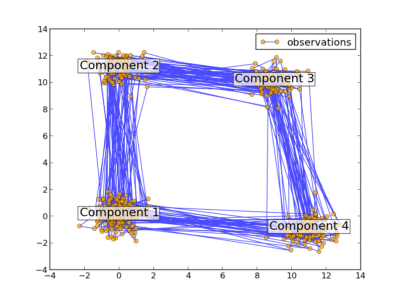 14
observations
12
Component 2
10
Component 3
8
6
4
2
Component 1
0
Component 4
−2
−4
−4 −2 0 2 4 6 8 10 12 14